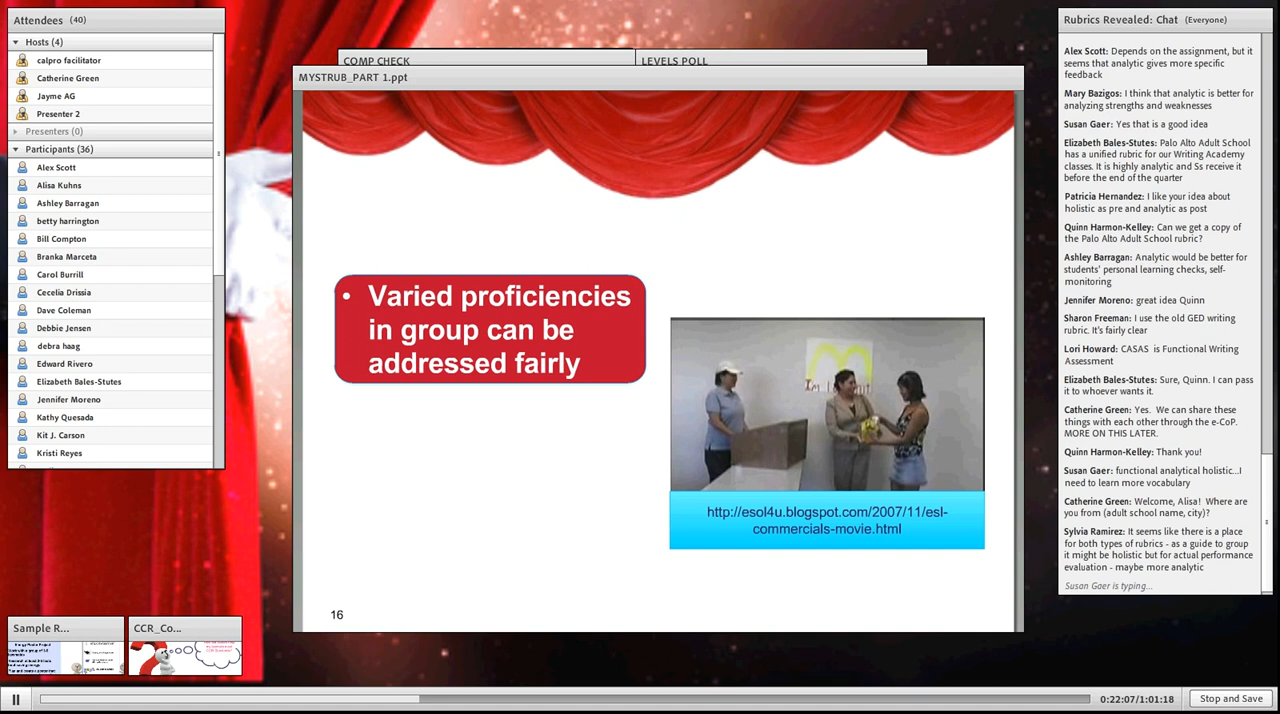 Attendees (40)
Hosts (4)
calpro facilitator
Catherine Green
Jayme AG
Presenter 2
Presenters (0)
Participants (36)
Alex Scott
Alisa Kuhns
Ashley Barragan
betty harrington
Bill Compton
Branka Marceta
Carol Burrill
Cecelia Drissia
Dave Coleman
Debbie Jensen
debra haag
Edward Rivero
Elizabeth Bales-Stutes
Jennifer Moreno
Kathy Quesada
Kit J. Carson
Kristi Reyes
COMP CHECK
LEVELS POLL
MYSTRUB_PART 1.ppt
• Varied proficiencies
in group can be
addressed fairly
http://esol4u.blogspot.com/2007/11/esl-
commercials-movie.html
16
Rubrics Revealed: Chat (Everyone)
Alex Scott: Depends on the assignment, but it
seems that analytic gives more specific
feedback
Mary Bazigos: I think that analytic is better for
analyzing strengths and weaknesses
Susan Gaer: Yes that is a good idea
Elizabeth Bales-Stutes: Palo Alto Adult School
has a unified rubric for our Writing Academy
classes. It is highly analytic and Ss receive it
before the end of the quarter
Patricia Hernandez: I like your idea about
holistic as pre and analytic as post
Quinn Harmon-Kelley: Can we get a copy of
the Palo Alto Adult School rubric?
Ashley Barragan: Analytic would be better for
students' personal learning checks, self-
monitoring
Jennifer Moreno: great idea Quinn
Sharon Freeman: I use the old GED writing
rubric. It's fairly clear
Lori Howard: CASAS is Functional Writing
Assessment
Elizabeth Bales-Stutes: Sure, Quinn. I can pass
it to whoever wants it.
Catherine Green: Yes. We can share these
things with each other through the e-CoP.
MORE ON THIS LATER.
Quinn Harmon-Kelley: Thank you!
Susan Gaer: functional analytical holistic...I
need to learn more vocabulary
Catherine Green: Welcome, Alisa! Where are
you from (adult school name, city)?
Sylvia Ramirez: It seems like there is a place
for both types of rubrics - as a guide to group
it might be holistic but for actual performance
evaluation - maybe more analytic
Susan Gaer is typing...
Sample R...
CCR_Co...
0:22:07/1:01:18
Stop and Save